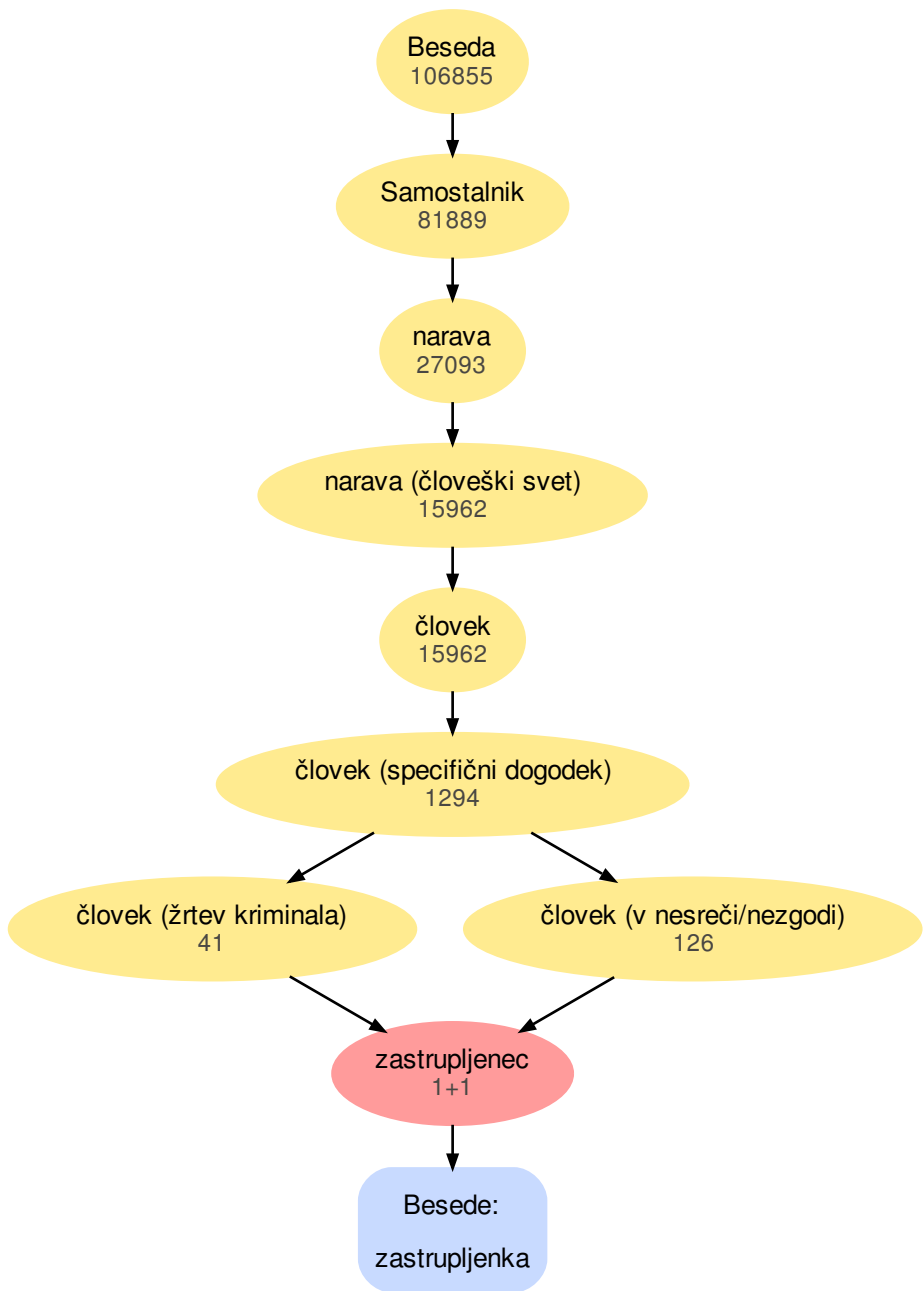 Beseda
106855
Samostalnik
81889
narava
27093
narava (človeški svet)
15962
človek
15962
človek (specifični dogodek)
1294
človek (žrtev kriminala)
41
človek (v nesreči/nezgodi)
126
zastrupljenec
1+1
Besede:
zastrupljenka